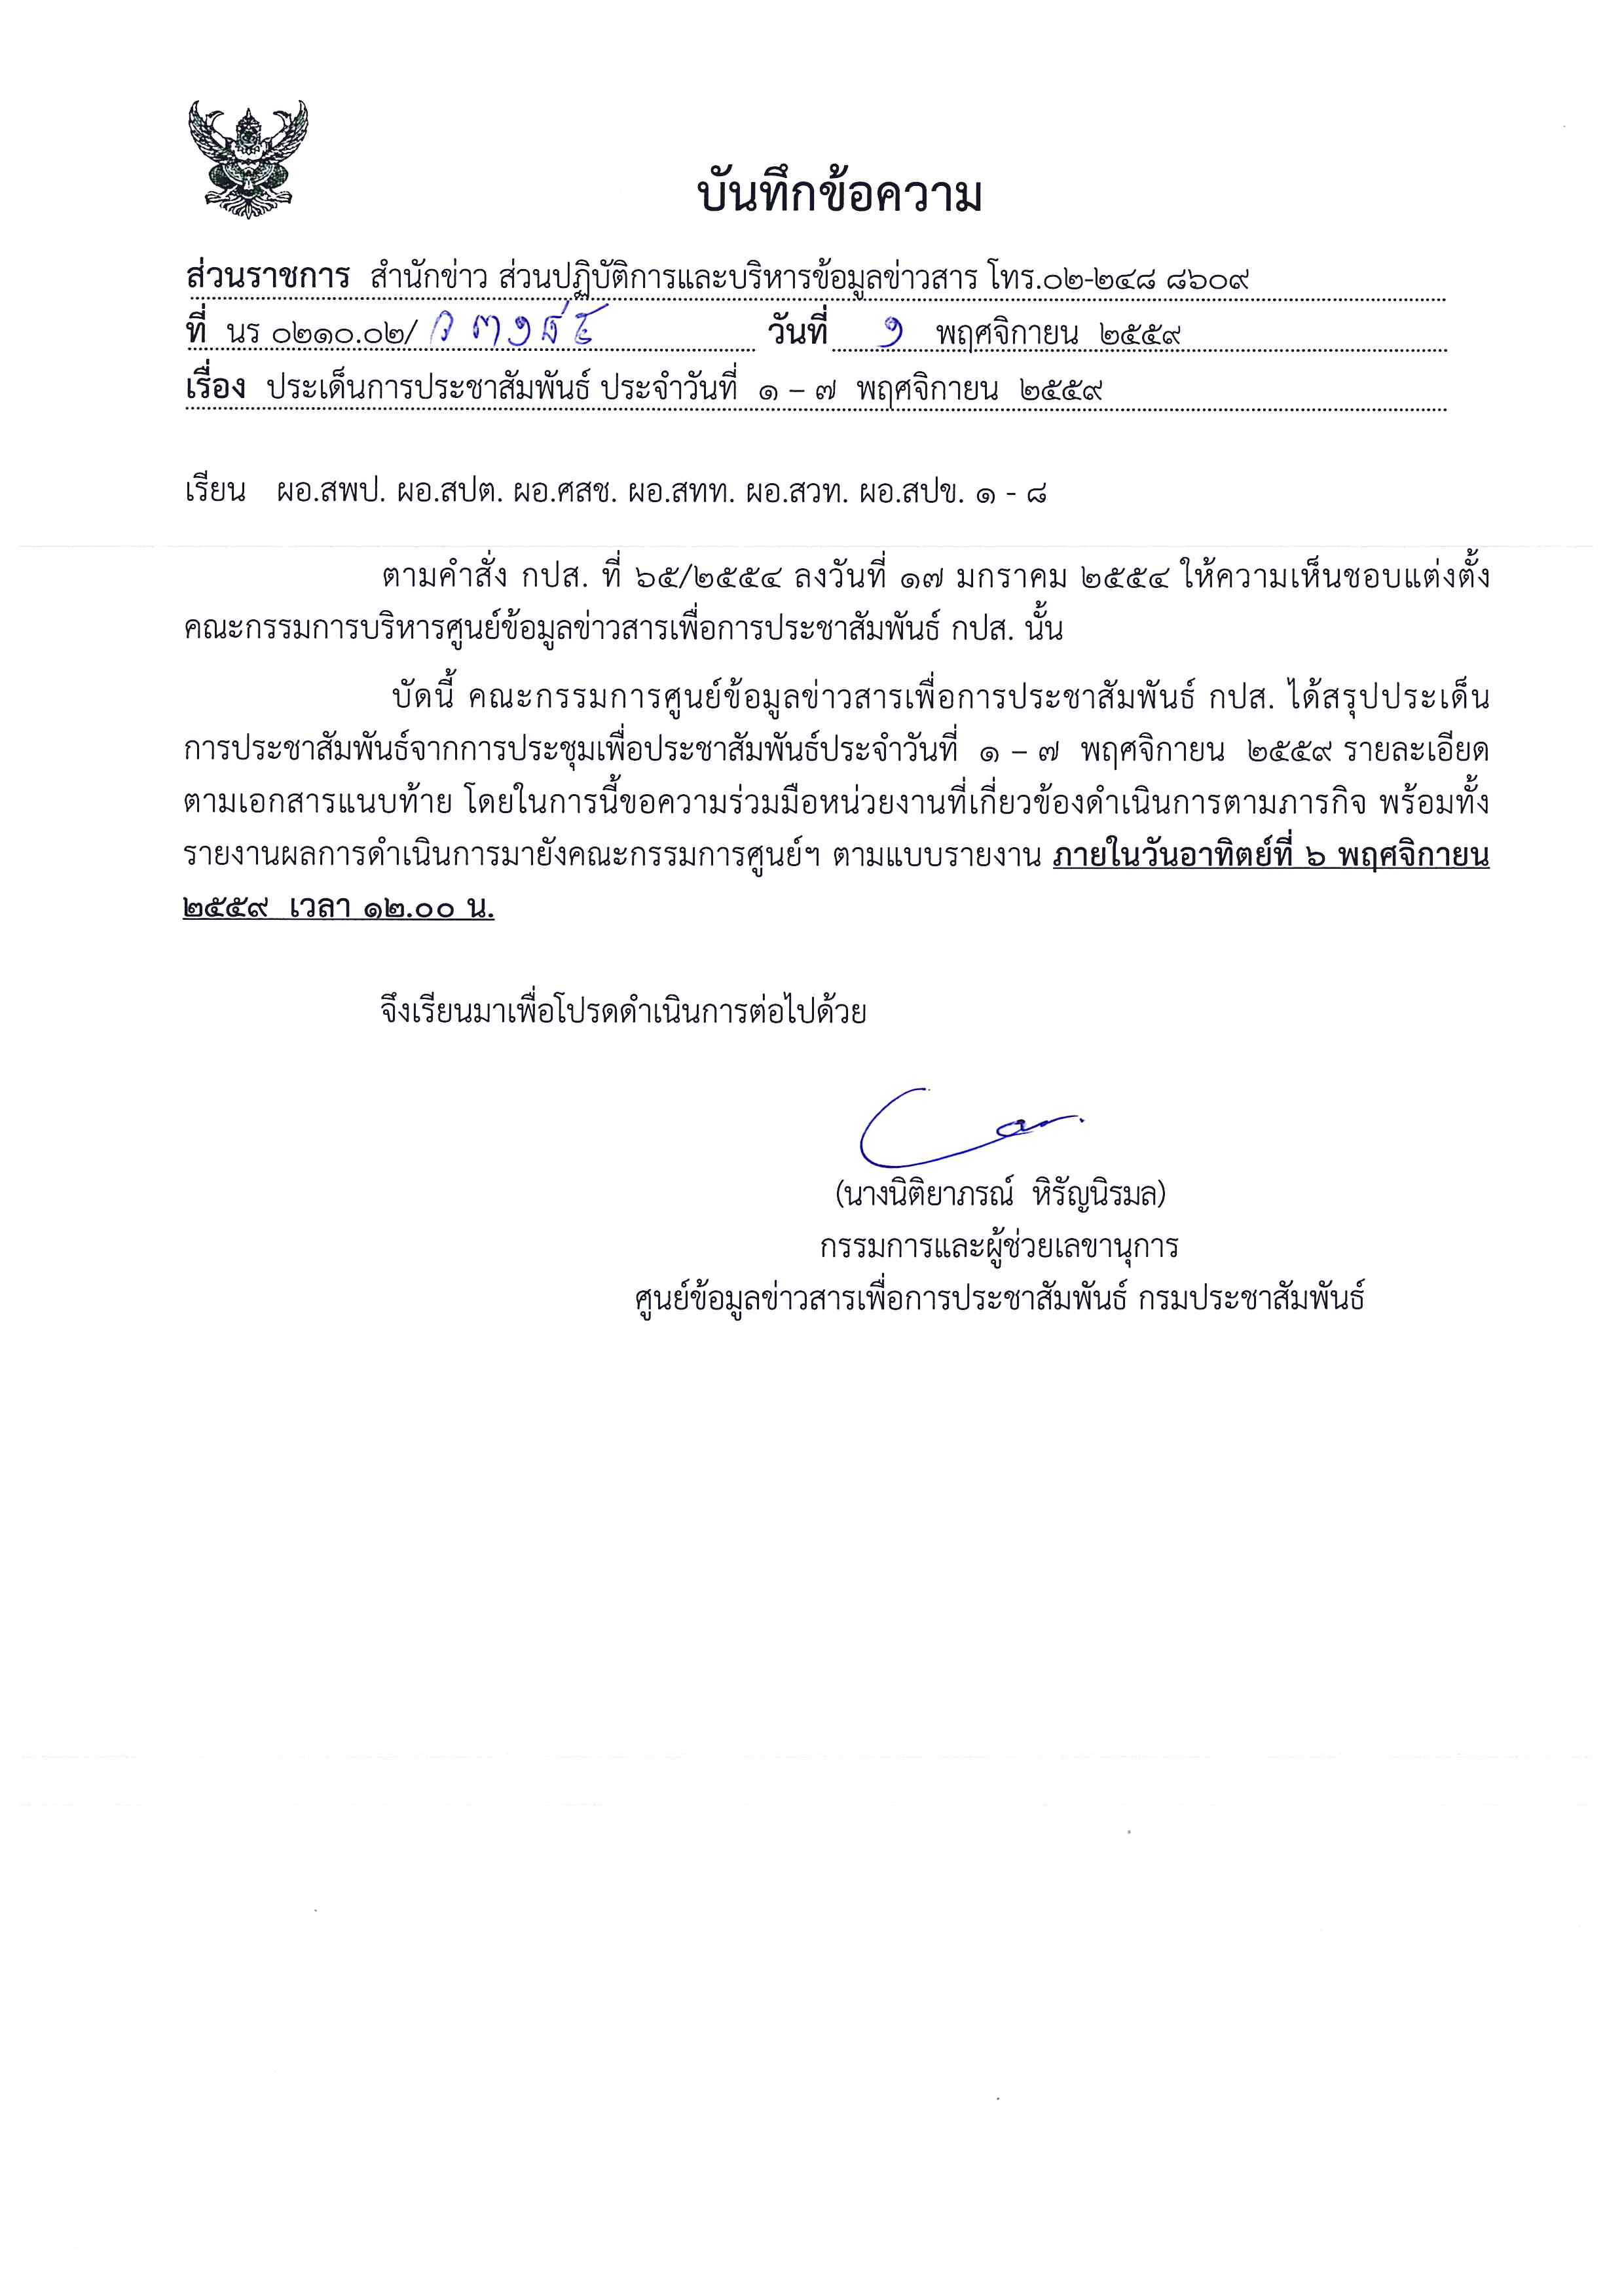 บันทึกข้อความ
ส่วนราชการ สำนักข่าว ส่วนปฏิบัติการและบริหารข้อมูลข่าวสาร โทร.๐๒-๒๔๘ ๘๖๐๙
ที่ นร ๐๒๑๐.๐๒/ ว วันที่ ๑ พฤศจิกายน ๒๕๕๙
เรื่อง ประเด็นการประชาสัมพันธ์ ประจำวันที่ ๑ – ๗ พฤศจิกายน ๒๕๕๙
เรียน ผอ.สพป. ผอ.สปต. ผอ.ศสช. ผอ.สทท. ผอ.สวท. ผอ.สปข. ๑ - ๘
ตามคำสั่ง กปส. ที่ ๖๕/๒๕๕๔ ลงวันที่ ๑๗ มกราคม ๒๕๕๔ ให้ความเห็นชอบแต่งตั้ง
คณะกรรมการบริหารศูนย์ข้อมูลข่าวสารเพื่อการประชาสัมพันธ์ กปส. นั้น
บัดนี้ คณะกรรมการศูนย์ข้อมูลข่าวสารเพื่อการประชาสัมพันธ์ กปส. ได้สรุปประเด็น
การประชาสัมพันธ์จากการประชุมเพื่อประชาสัมพันธ์ประจำวันที่ ๑ – ๗ พฤศจิกายน ๒๕๕๙ รายละเอียด
ตามเอกสารแนบท้าย โดยในการนี้ขอความร่วมมือหน่วยงานที่เกี่ยวข้องดำเนินการตามภารกิจ พร้อมทั้ง
รายงานผลการดำเนินการมายังคณะกรรมการศูนย์ฯ ตามแบบรายงาน ภายในวันอาทิตย์ที่ ๖ พฤศจิกายน
๒๕๕๙ เวลา ๑๒.๐๐ น.
จึงเรียนมาเพื่อโปรดดำเนินการต่อไปด้วย
(นางนิติยาภรณ์ หิรัญนิรมล)
กรรมการและผู้ช่วยเลขานุการ
ศูนย์ข้อมูลข่าวสารเพื่อการประชาสัมพันธ์ กรมประชาสัมพันธ์